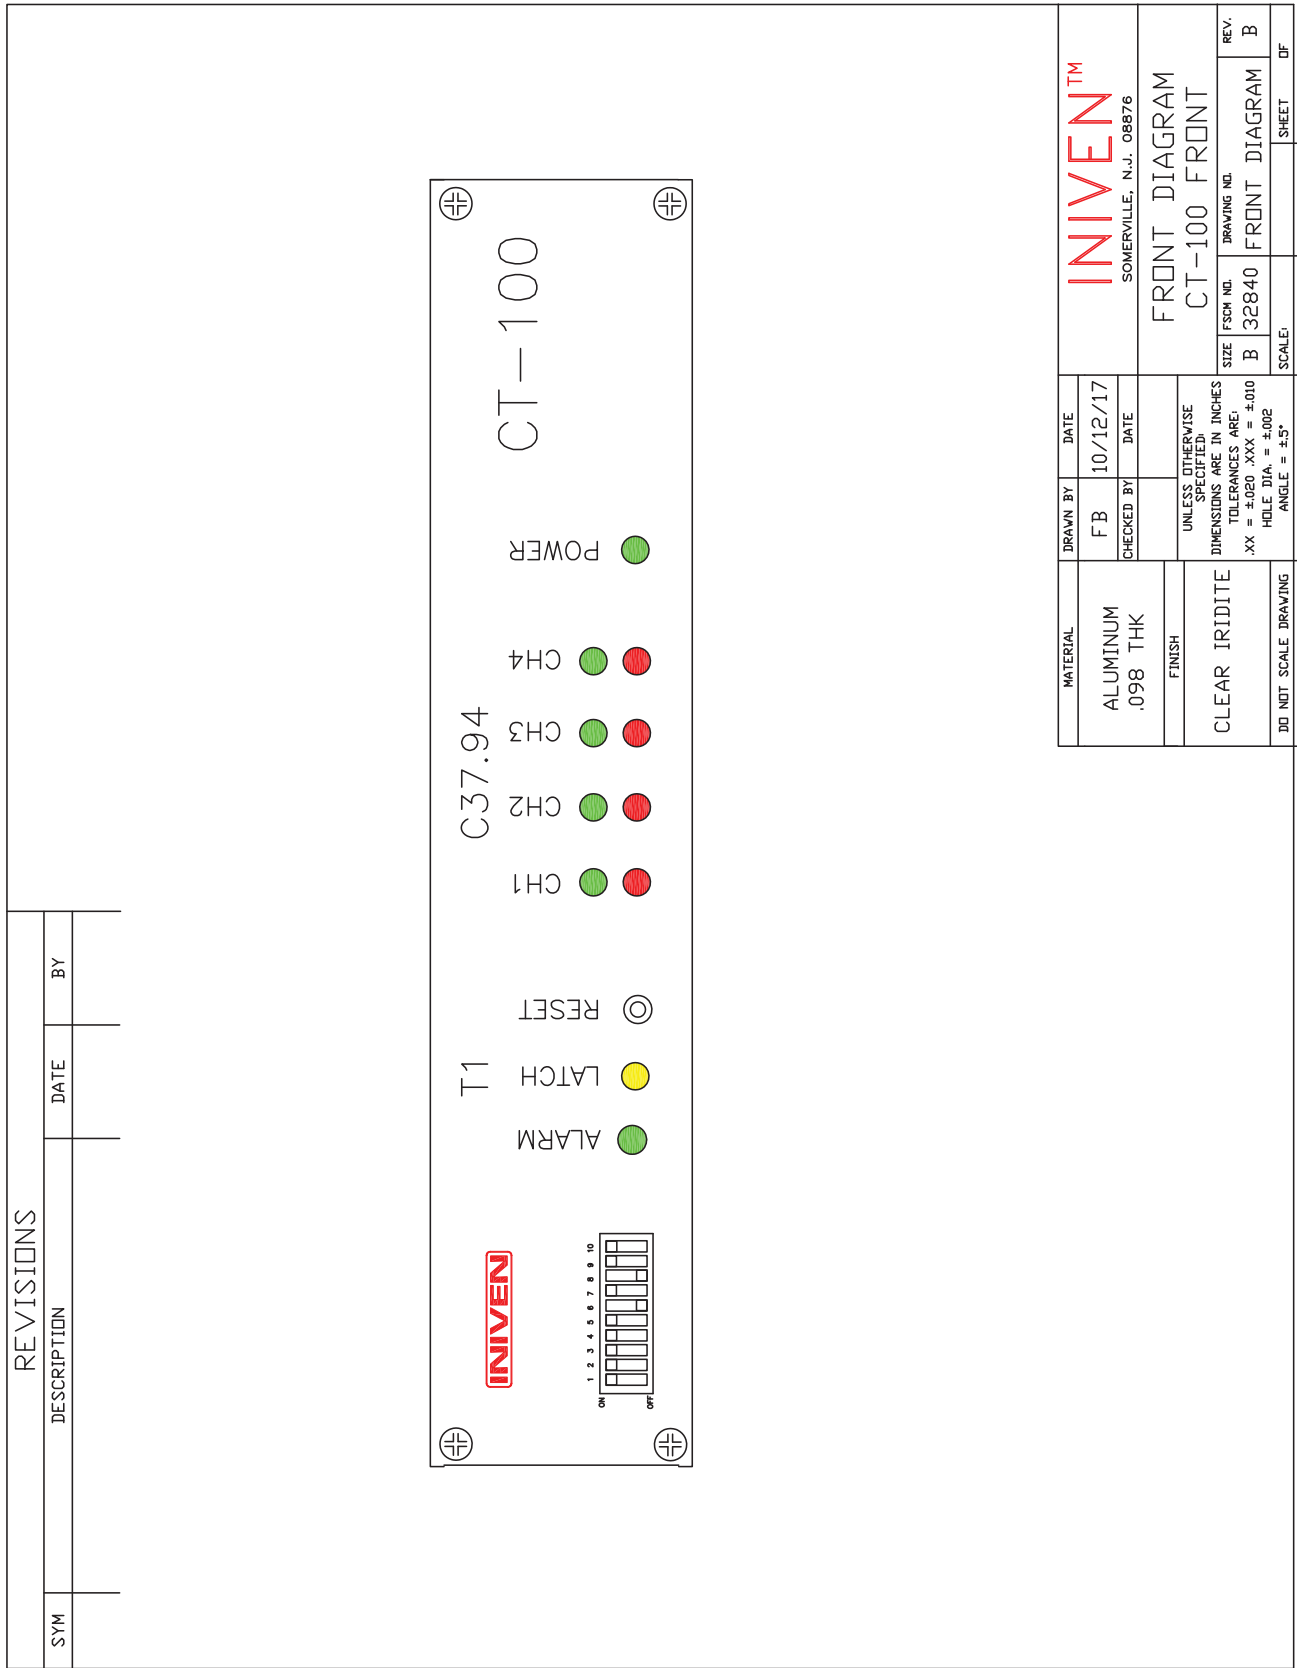 REVISIONS
SYM
DESCRIPTION
DATE
BY
INIVEN
1 2 3 4 5 6 7 8 9 10
ON
OFF
T1
ALARM
LATCH
RESET
C37.94
CH1
CH2
CH3
CH4
POWER
CT-100
MATERIAL
ALUMINUM
.098 THK
FINISH
CLEAR IRIDITE
DO NOT SCALE DRAWING
DRAWN BY
DATE
FB
10/12/17
CHECKED BY
DATE
UNLESS OTHERWISE
SPECIFIED:
DIMENSIONS ARE IN INCHES
TOLERANCES ARE:
.XX = ±.020 .XXX = ±.010
HOLE DIA. = ±.002
ANGLE = ±.5°
INIVEN™
SOMERVILLE, N.J. 08876
FRONT DIAGRAM
CT-100 FRONT
SIZE
B
FSCM NO.
32840
DRAWING NO.
FRONT DIAGRAM
REV.
B
SCALE:
SHEET
OF